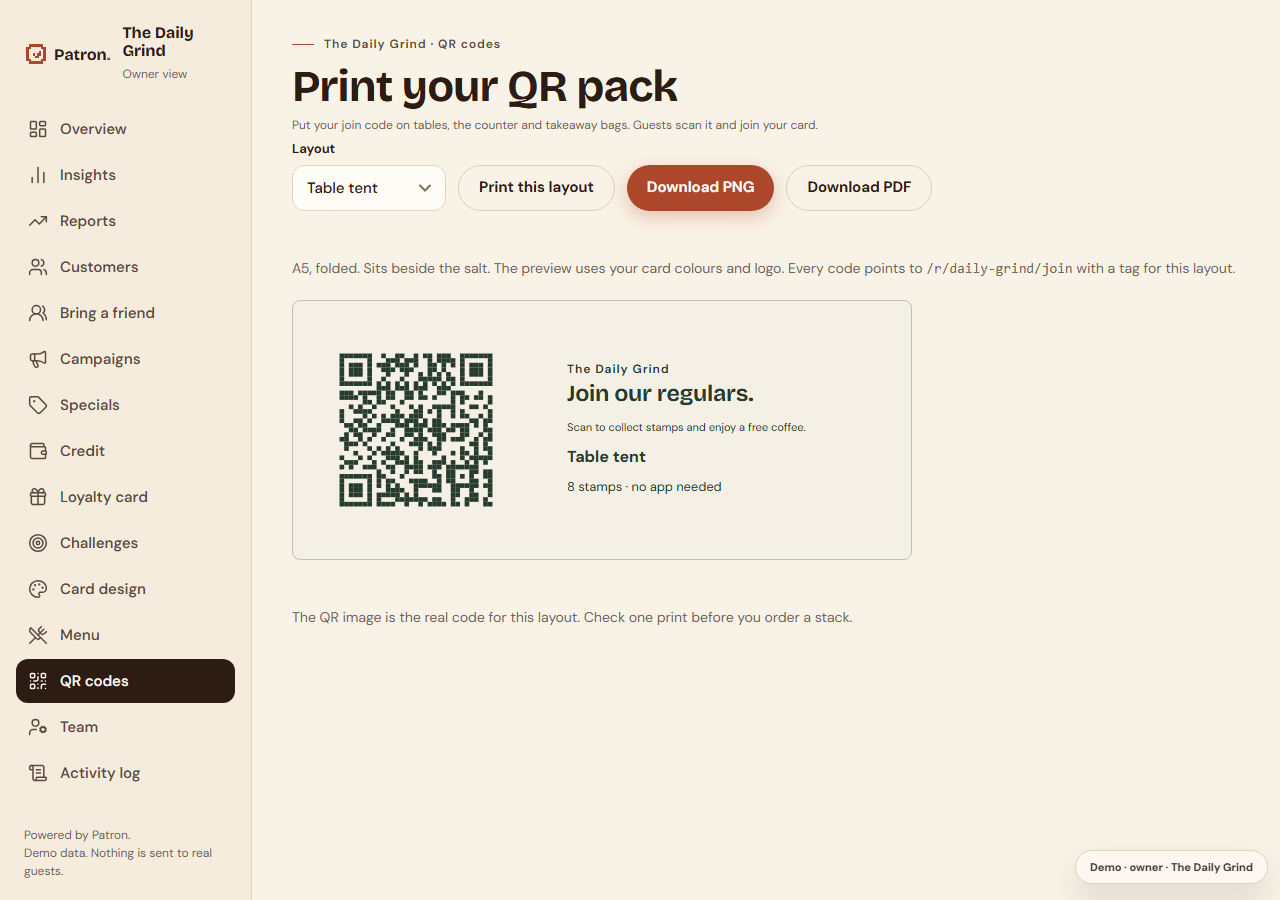 Patron.
The Daily
Grind
Owner view
Overview
Insights
Reports
Customers
Bring a friend
Campaigns
Specials
Credit
Loyalty card
Challenges
Card design
Menu
QR codes
Team
Activity log
Powered by Patron.
Demo data. Nothing is sent to real
guests.
The Daily Grind · QR codes
Print your QR pack
Put your join code on tables, the counter and takeaway bags. Guests scan it and join your card.
Layout
Table tent
Print this layout
Download PNG
Download PDF
A5, folded. Sits beside the salt. The preview uses your card colours and logo. Every code points to /r/daily-grind/join with a tag for this layout.
The Daily Grind
Join our regulars.
Scan to collect stamps and enjoy a free coffee.
Table tent
8 stamps · no app needed
The QR image is the real code for this layout. Check one print before you order a stack.
Demo · owner · The Daily Grind